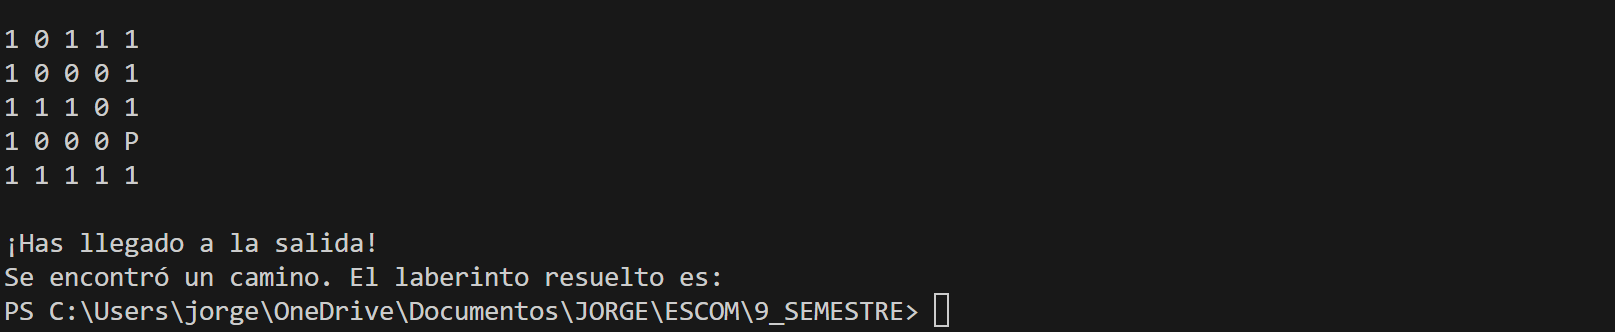 1 0 1 1 1
1 0 0 0 1
1 1 1 0 1
1 0 0 0 P
1 1 1 1 1
¡Has llegado a la salida!
Se encontró un camino. El laberinto resuelto es:
PS C:\Users\jorge\OneDrive\Documentos\JORGE\ESCOM\9_SEMESTRE>